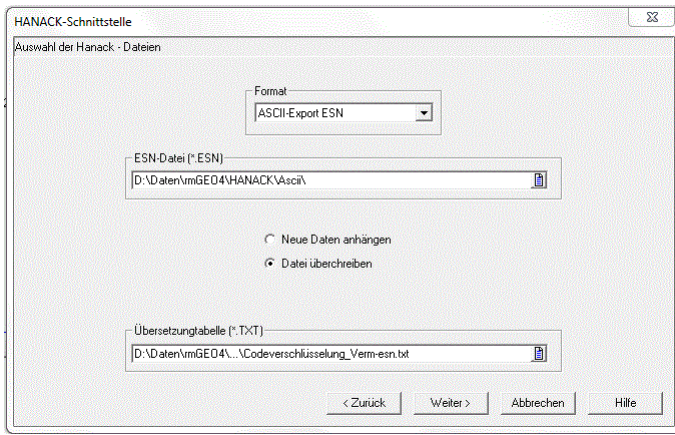 HANACK-Schnittstelle
Auswahl der Hanack - Dateien
Format
ASCII-Export ESN
ESN-Datei (*.ESN)
D:\Daten\rmGEO4\HANACK\Ascii\
Neue Daten anhängen
Datei überchreiben
Übersetzungtabelle (*.TXT)
D:\Daten\rmGEO4\...\Codeverschlüsselung_Verm-esn.txt
< Zurück Weiter > Abbrechen Hilfe